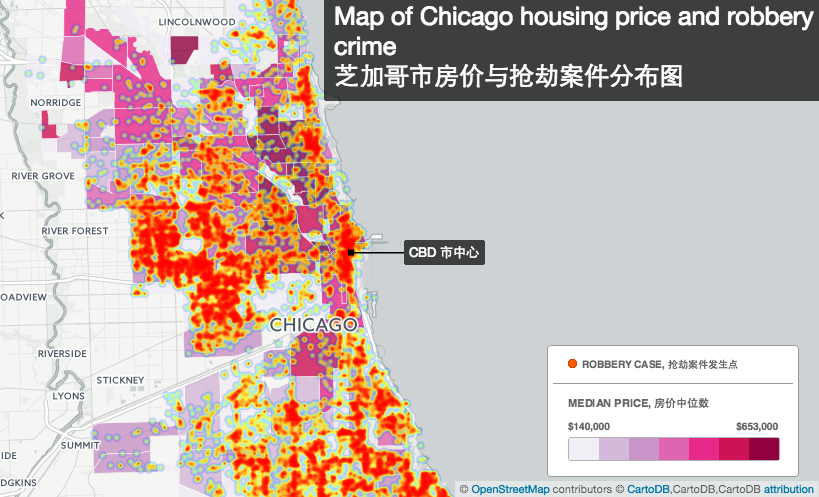 Map of Chicago housing price and robbery
crime
芝加哥市房价与抢劫案件分布图
LINCOLNWOOD
NORRIDGE
RIVER GROVE
RIVER FOREST
CBD 市中心
OADVIEW
CHICAGO
RIVERSIDE
STICKNEY
LYONS
SUMMIT
IDE
DGKINS
ROBBERY CASE, 抢劫案件发生点
MEDIAN PRICE, 房价中位数
$140,000 $653,000
© OpenStreetMap contributors © CartoDB,CartoDB,CartoDB attribution